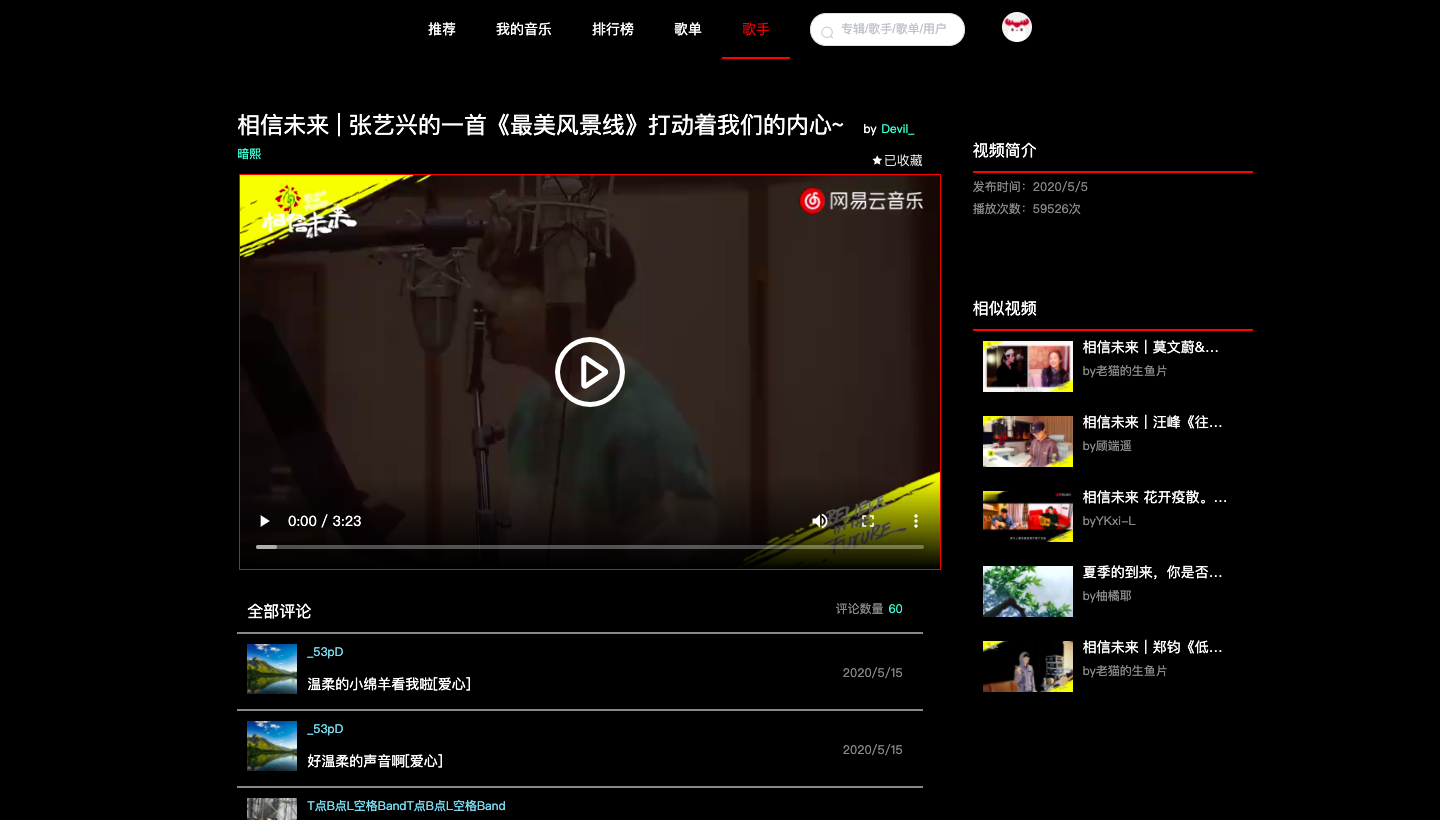 推荐
我的音乐
排行榜
歌单
歌手
专辑/歌手/歌单/用户
相信未来 | 张艺兴的一首《最美风景线》打动着我们的内心~ by Devil_
暗熙
★已收藏
相信未来
网易云音乐
BELIEVE
IN THE
FUTURE
0:00 / 3:23
全部评论
评论数量 60
_53pD
温柔的小绵羊看我啦[爱心]
2020/5/15
_53pD
好温柔的声音啊[爱心]
2020/5/15
T点B点L空格BandT点B点L空格Band
视频简介
发布时间：2020/5/5
播放次数：59526次
相似视频
相信未来｜莫文蔚&...
by老猫的生鱼片
相信未来｜汪峰《往...
by顾端遥
相信未来 花开疫散。...
byYKxi-L
夏季的到来，你是否...
by柚橘耶
相信未来｜郑钧《低...
by老猫的生鱼片